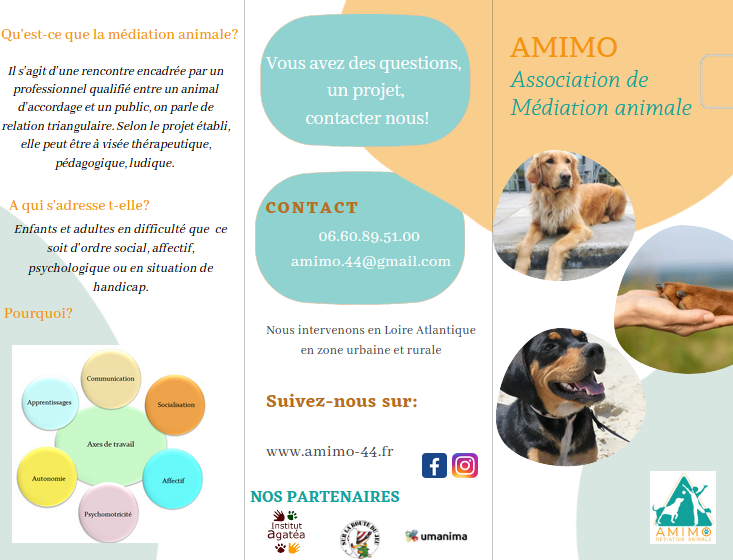 Qu'est-ce que la médiation animale?
Il s'agit d'une rencontre encadrée par un
professionnel qualifié entre un animal
d'accordage et un public, on parle de
relation triangulaire. Selon le projet établi,
elle peut être à visée thérapeutique,
pédagogique, ludique.
A qui s'adresse t-elle?
Enfants et adultes en difficulté que ce
soit d'ordre social, affectif,
psychologique ou en situation de
handicap.
Pourquoi?
Communication
Apprentissages
Socialisation
Axes de travail
Autonomie
Affectif
Psychomotricité
Vous avez des questions,
un projet,
contacter nous!
CONTACT
06.60.89.51.00
amimo.44@gmail.com
Nous intervenons en Loire Atlantique
en zone urbaine et rurale
Suivez-nous sur:
www.amimo-44.fr
NOS PARTENAIRES
Institut
agatéa
SUR LA ROUTE DU JEU
umanima
AMIMO
Association de
Médiation animale
AMIMO
MÉDIATION ANIMALE